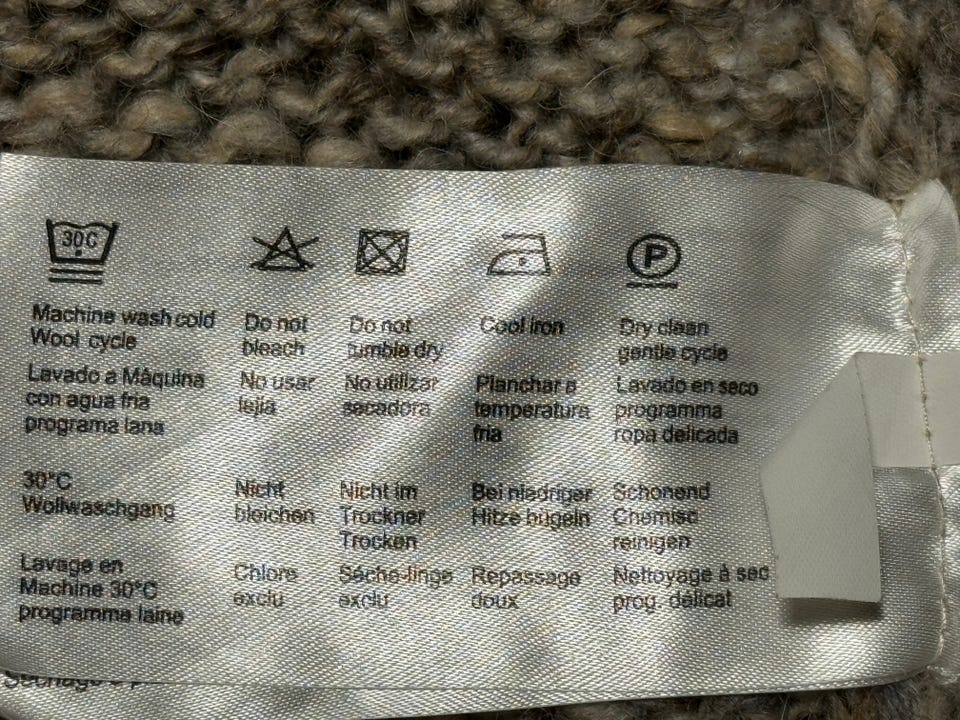 30C
P
Machine wash cold
Wool cycle
Do not
bleach
Do not
tumble dry
Cool iron
Dry clean
gentle cycle
Lavado a Máquina
con agua fria
programa lana
No usar
lejia
No utilizar
secadora
Planchar a
temperatura
fria
Lavado en seco
programma
ropa delicada
30°C
Wollwaschgang
Nicht
bleichen
Nicht im
Trockner
Trocken
Bei niedriger
Hitze bügeln
Schonend
Chemisc
reinigen
Lavage en
Machine 30°C
programma laine
Chlore
exclu
Séche-linge
exclu
Repassage
doux
Nettoyage à sec
prog. délicat